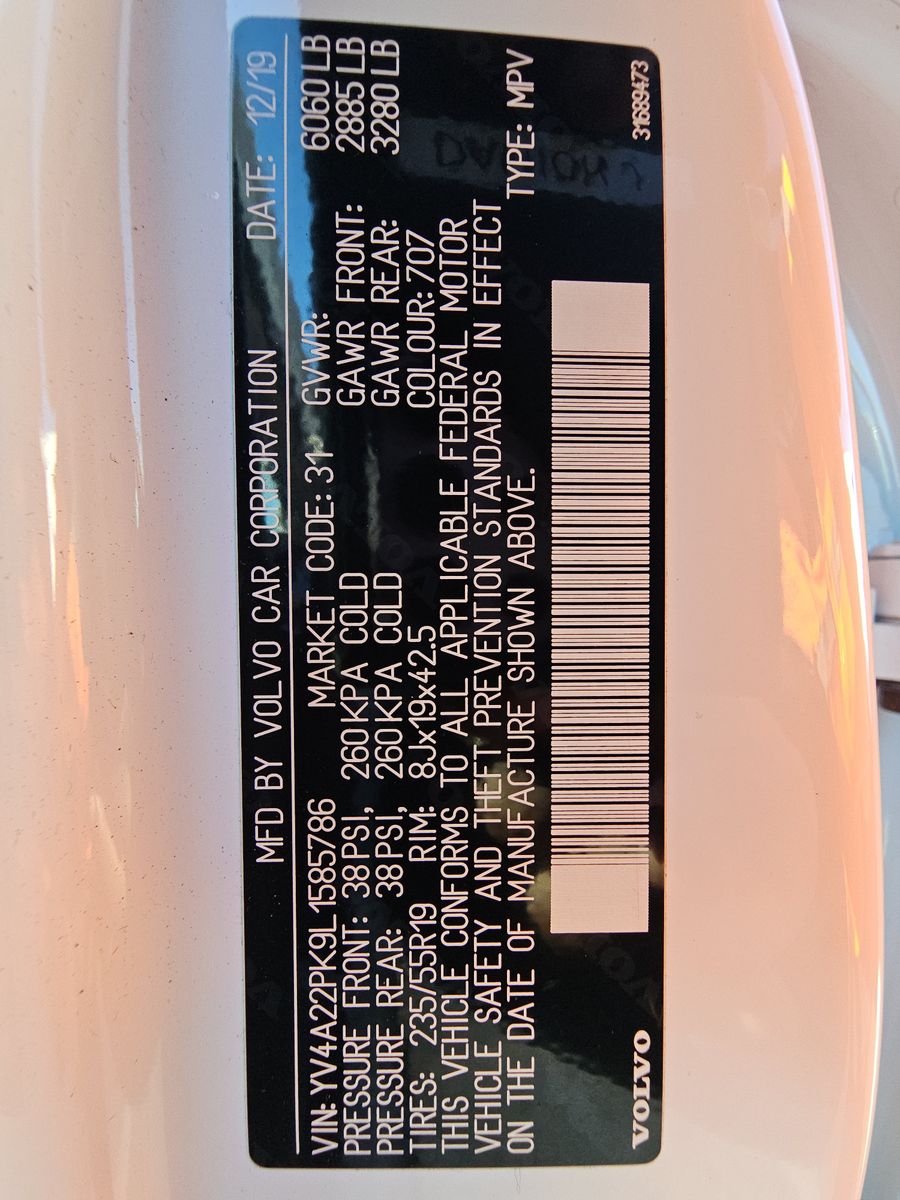 MFD BY VOLVO CAR CORPORATION DATE: 12/19
VIN: YV4A22PK9L1585786 MARKET CODE: 31 GVWR: 6060 LB
PRESSURE FRONT: 38 PSI, 260 KPA COLD GAWR FRONT: 2885 LB
PRESSURE REAR: 38 PSI, 260 KPA COLD GAWR REAR: 3280 LB
TIRES: 235/55R19 RIM: 8Jx19x42.5 COLOUR: 707
THIS VEHICLE CONFORMS TO ALL APPLICABLE FEDERAL MOTOR
VEHICLE SAFETY AND THEFT PREVENTION STANDARDS IN EFFECT
ON THE DATE OF MANUFACTURE SHOWN ABOVE. TYPE: MPV
VOLVO 31689473